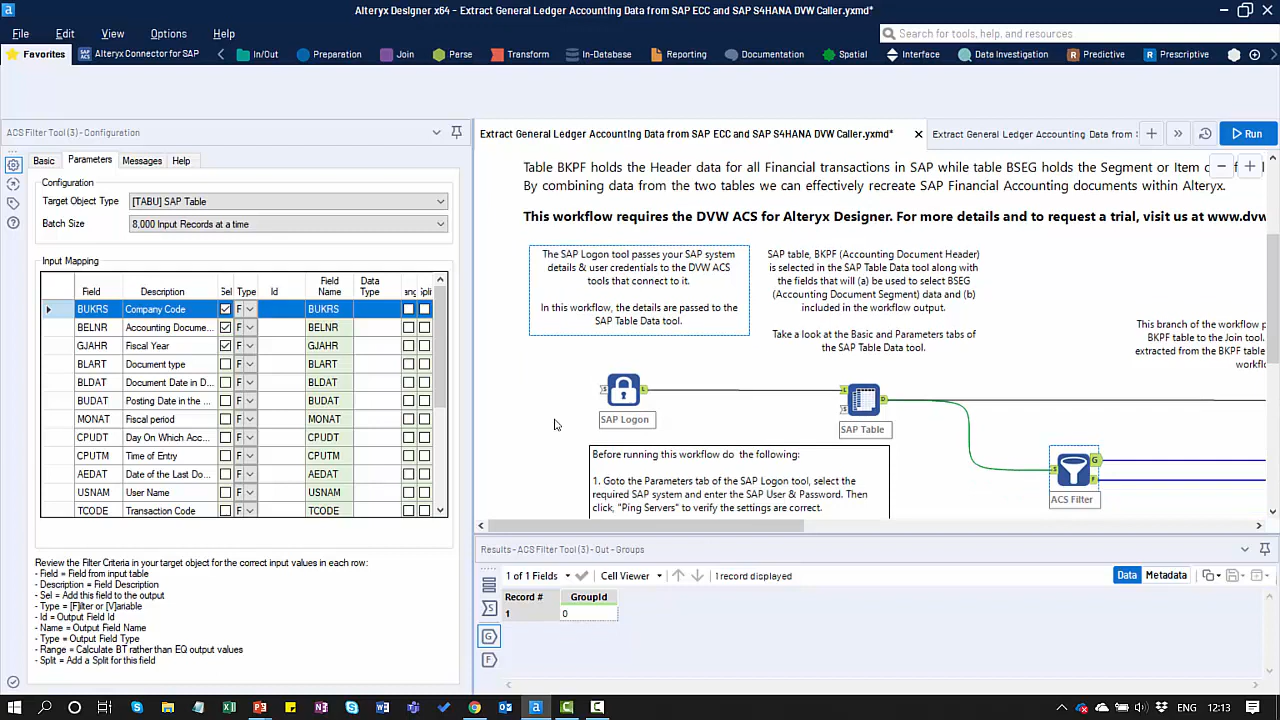 Alteryx Designer x64 - Extract General Ledger Accounting Data from SAP ECC and SAP S4HANA DVW Caller.yxmd*
File Edit View Options Help
Search for tools, help, and resources
Favorites Alteryx Connector for SAP In/Out Preparation Join Parse Transform In-Database Reporting Documentation Spatial Interface Data Investigation Predictive Prescriptive
ACS Filter Tool (3) - Configuration
Basic Parameters Messages Help
Configuration
Target Object Type [TABU] SAP Table
Batch Size 8,000 Input Records at a time
Input Mapping
Field Description Sel Type Id Field Name Data Type
BUKRS Company Code F BUKRS
BELNR Accounting Docume... F BELNR
GJAHR Fiscal Year F GJAHR
BLART Document type F BLART
BLDAT Document Date in D... F BLDAT
BUDAT Posting Date in the ... F BUDAT
MONAT Fiscal period F MONAT
CPUDT Day On Which Acc... F CPUDT
CPUTM Time of Entry F CPUTM
AEDAT Date of the Last Do... F AEDAT
USNAM User Name F USNAM
TCODE Transaction Code F TCODE
Review the Filter Criteria in your target object for the correct input values in each row:
- Field = Field from input table
- Description = Field Description
- Sel = Add this field to the output
- Type = [F]ilter or [V]ariable
- Id = Output Field Id
- Name = Output Field Name
- Type = Output Field Type
- Range = Calculate BT rather than EQ output values
- Split = Add a Split for this field
Extract General Ledger Accounting Data from SAP ECC and SAP S4HANA DVW Caller.yxmd*
Extract General Ledger Accounting Data from
Run
Table BKPF holds the Header data for all Financial transactions in SAP while table BSEG holds the Segment or Item
By combining data from the two tables we can effectively recreate SAP Financial Accounting documents within Alteryx.
This workflow requires the DVW ACS for Alteryx Designer. For more details and to request a trial, visit us at www.dvw
The SAP Logon tool passes your SAP system
details & user credentials to the DVW ACS
tools that connect to it.
In this workflow, the details are passed to the
SAP Table Data tool.
SAP table, BKPF (Accounting Document Header)
is selected in the SAP Table Data tool along with
the fields that will (a) be used to select BSEG
(Accounting Document Segment) data and (b)
included in the workflow output.
Take a look at the Basic and Parameters tabs of
the SAP Table Data tool.
This branch of the workflow p
BKPF table to the Join tool.
extracted from the BKPF table
workfl
SAP Logon
SAP Table
ACS Filter
Before running this workflow do the following:
1. Goto the Parameters tab of the SAP Logon tool, select the
required SAP system and enter the SAP User & Password. Then
click, "Ping Servers" to verify the settings are correct.
Results - ACS Filter Tool (3) - Out - Groups
1 of 1 Fields Cell Viewer 1 record displayed Data Metadata
Record # GroupId
1 0
ENG 12:13